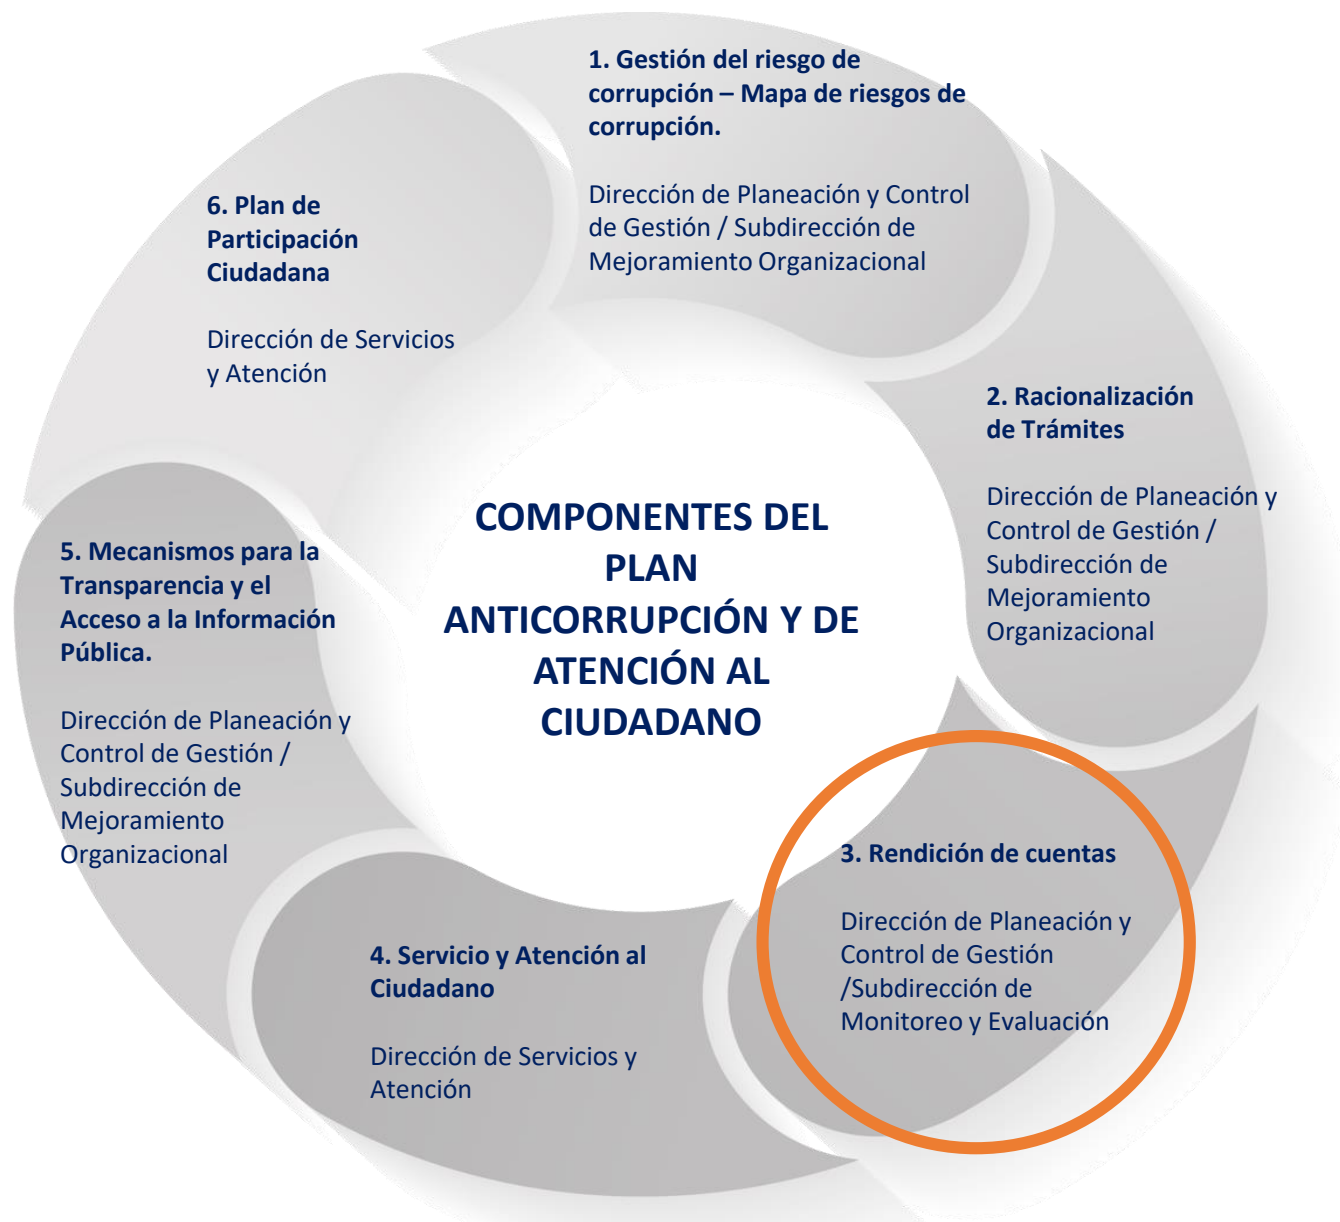 1. Gestión del riesgo de
corrupción – Mapa de riesgos de
corrupción.
Dirección de Planeación y Control
de Gestión / Subdirección de
Mejoramiento Organizacional
2. Racionalización
de Trámites
Dirección de Planeación y
Control de Gestión /
Subdirección de
Mejoramiento
Organizacional
3. Rendición de cuentas
Dirección de Planeación y
Control de Gestión
/Subdirección de
Monitoreo y Evaluación
4. Servicio y Atención al
Ciudadano
Dirección de Servicios y
Atención
5. Mecanismos para la
Transparencia y el
Acceso a la Información
Pública.
Dirección de Planeación y
Control de Gestión /
Subdirección de
Mejoramiento
Organizacional
6. Plan de
Participación
Ciudadana
Dirección de Servicios
y Atención
COMPONENTES DEL
PLAN
ANTICORRUPCIÓN Y DE
ATENCIÓN AL
CIUDADANO